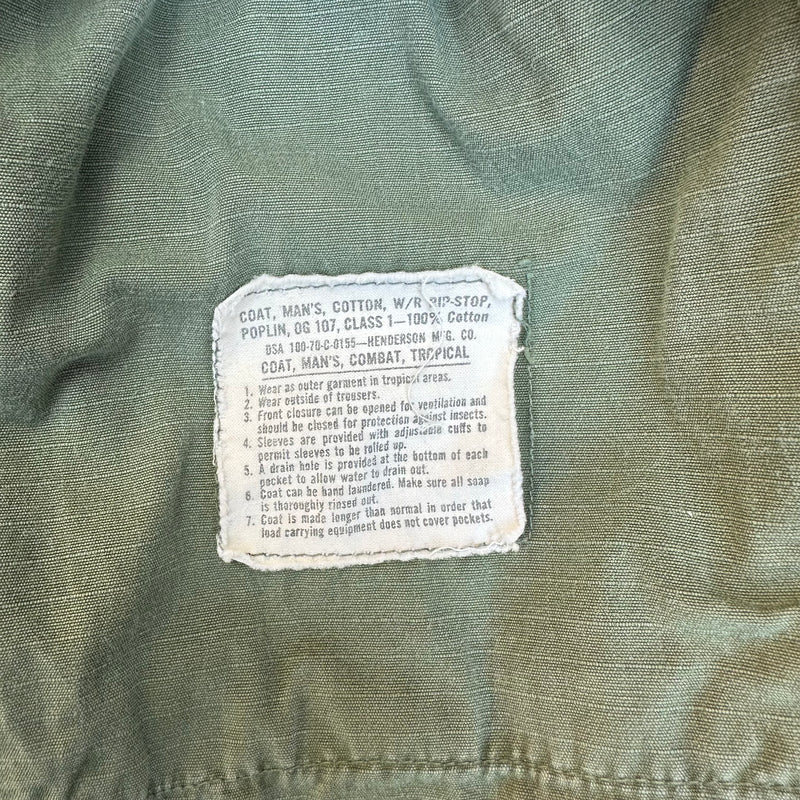 COAT, MAN'S, COTTON, W/R RIP-STOP,
POPLIN, OG 107, CLASS 1—100% Cotton
DSA 100-70-C-0155—HENDERSON MFG. CO.
COAT, MAN'S, COMBAT, TROPICAL
1. Wear as outer garment in tropical areas.
2. Wear outside of trousers.
3. Front closure can be opened for ventilation and
should be closed for protection against insects.
4. Sleeves are provided with adjustable cuffs to
permit sleeves to be rolled up.
5. A drain hole is provided at the bottom of each
pocket to allow water to drain out.
6. Coat can be hand laundered. Make sure all soap
is thoroughly rinsed out.
7. Coat is made longer than normal in order that
load carrying equipment does not cover pockets.